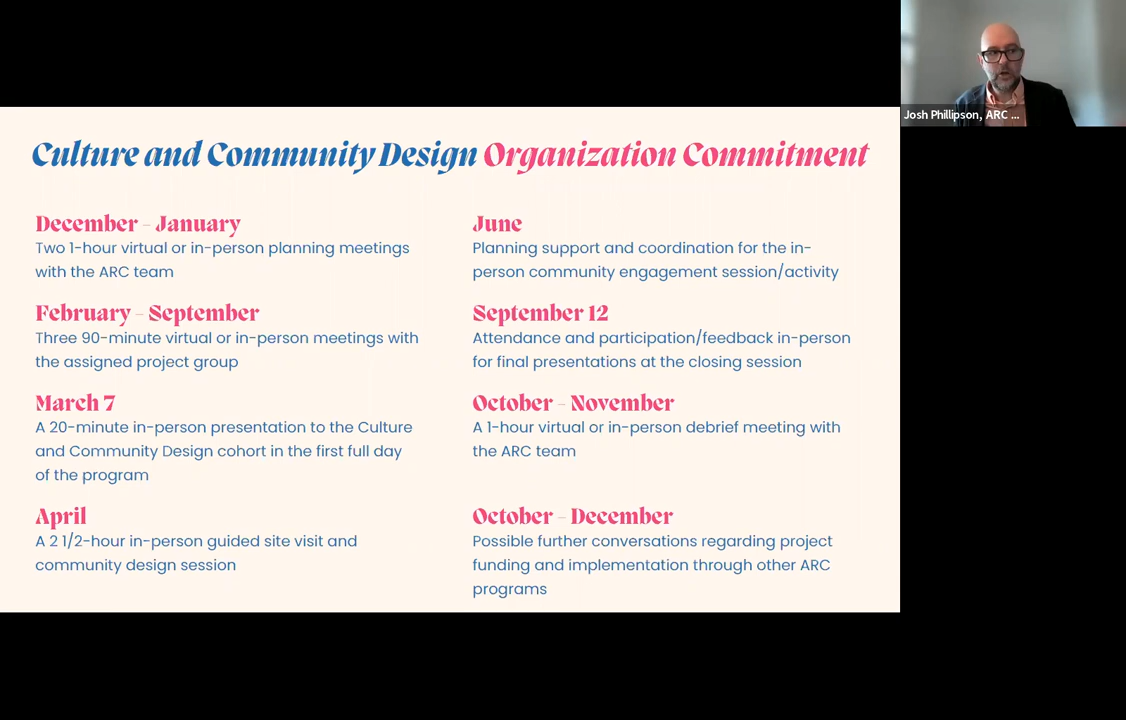 Culture and Community Design Organization Commitment
December - January
Two 1-hour virtual or in-person planning meetings
with the ARC team
February - September
Three 90-minute virtual or in-person meetings with
the assigned project group
March 7
A 20-minute in-person presentation to the Culture
and Community Design cohort in the first full day
of the program
April
A 2 1/2-hour in-person guided site visit and
community design session
June
Planning support and coordination for the in-
person community engagement session/activity
September 12
Attendance and participation/feedback in-person
for final presentations at the closing session
October - November
A 1-hour virtual or in-person debrief meeting with
the ARC team
October - December
Possible further conversations regarding project
funding and implementation through other ARC
programs
Josh Phillipson, ARC ...